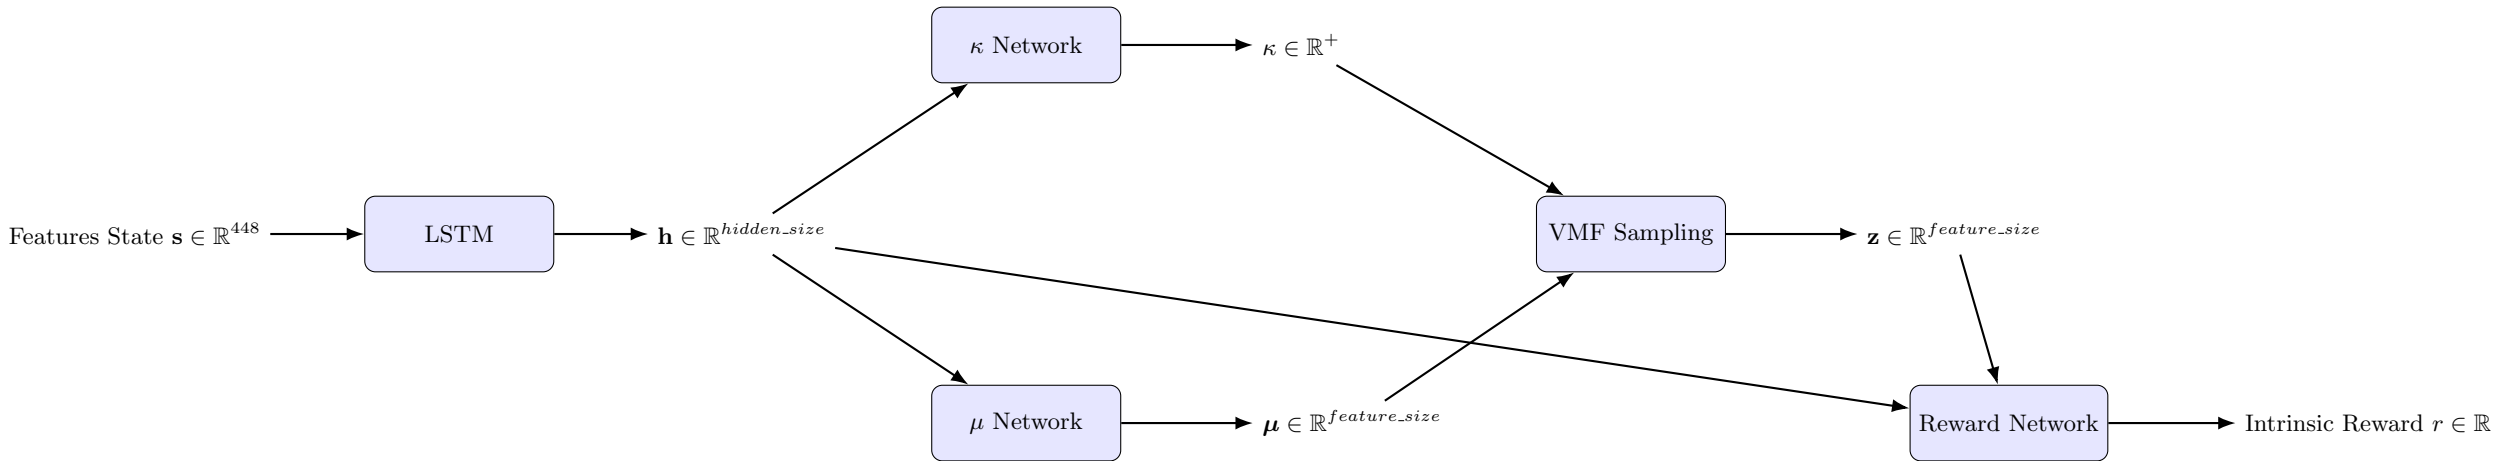 κ Network
κ ∈ ℝ⁺
Features State **s** ∈ ℝ⁴⁴⁸
LSTM
**h** ∈ ℝ^{hidden_size}
VMF Sampling
**z** ∈ ℝ^{feature_size}
μ Network
**μ** ∈ ℝ^{feature_size}
Reward Network
Intrinsic Reward r ∈ ℝ